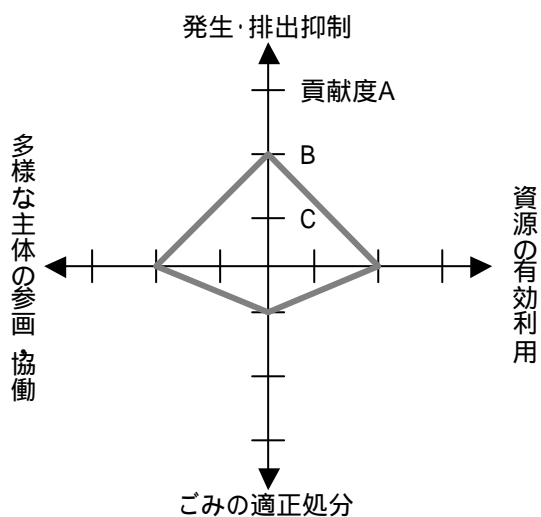 発生・排出抑制
貢献度A
B
C
多様な主体の参画・協働
資源の有効利用
ごみの適正処分